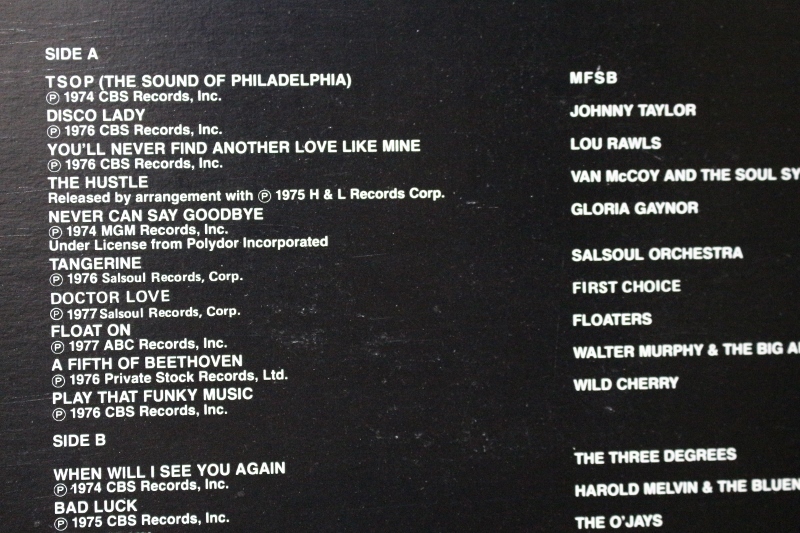 SIDE A
TSOP (THE SOUND OF PHILADELPHIA) MFSB
Ⓟ 1974 CBS Records, Inc.
DISCO LADY JOHNNY TAYLOR
Ⓟ 1976 CBS Records, Inc.
YOU'LL NEVER FIND ANOTHER LOVE LIKE MINE LOU RAWLS
Ⓟ 1976 CBS Records, Inc.
THE HUSTLE VAN McCOY AND THE SOUL SY
Released by arrangement with Ⓟ 1975 H & L Records Corp.
NEVER CAN SAY GOODBYE GLORIA GAYNOR
Ⓟ 1974 MGM Records, Inc.
Under License from Polydor Incorporated
TANGERINE SALSOUL ORCHESTRA
Ⓟ 1976 Salsoul Records, Corp.
DOCTOR LOVE FIRST CHOICE
Ⓟ 1977 Salsoul Records, Corp.
FLOAT ON FLOATERS
Ⓟ 1977 ABC Records, Inc.
A FIFTH OF BEETHOVEN WALTER MURPHY & THE BIG A
Ⓟ 1976 Private Stock Records, Ltd.
PLAY THAT FUNKY MUSIC WILD CHERRY
Ⓟ 1976 CBS Records, Inc.
SIDE B
WHEN WILL I SEE YOU AGAIN THE THREE DEGREES
Ⓟ 1974 CBS Records, Inc.
BAD LUCK HAROLD MELVIN & THE BLUEN
Ⓟ 1975 CBS Records, Inc.
THE O'JAYS